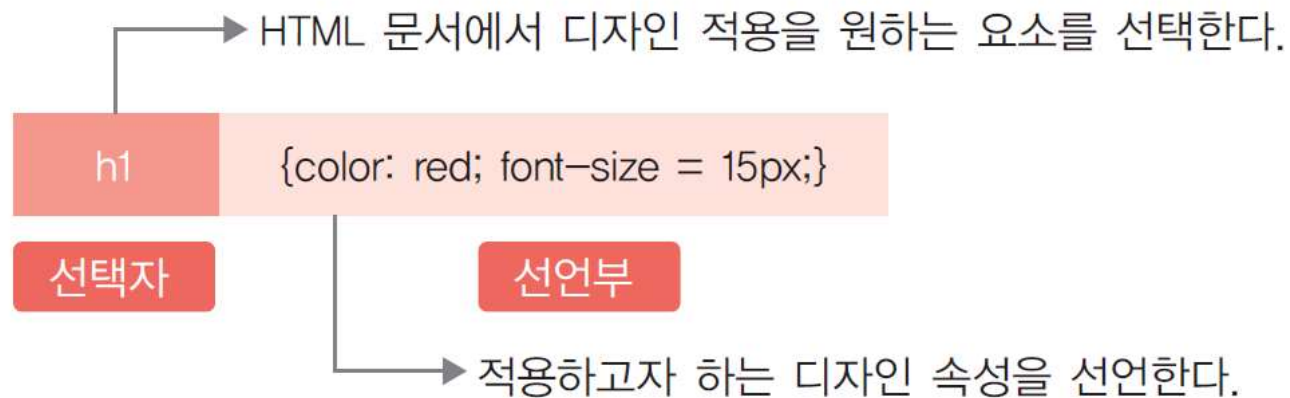 HTML 문서에서 디자인 적용을 원하는 요소를 선택한다.
h1 {color: red; font-size = 15px;}
선택자 선언부
적용하고자 하는 디자인 속성을 선언한다.